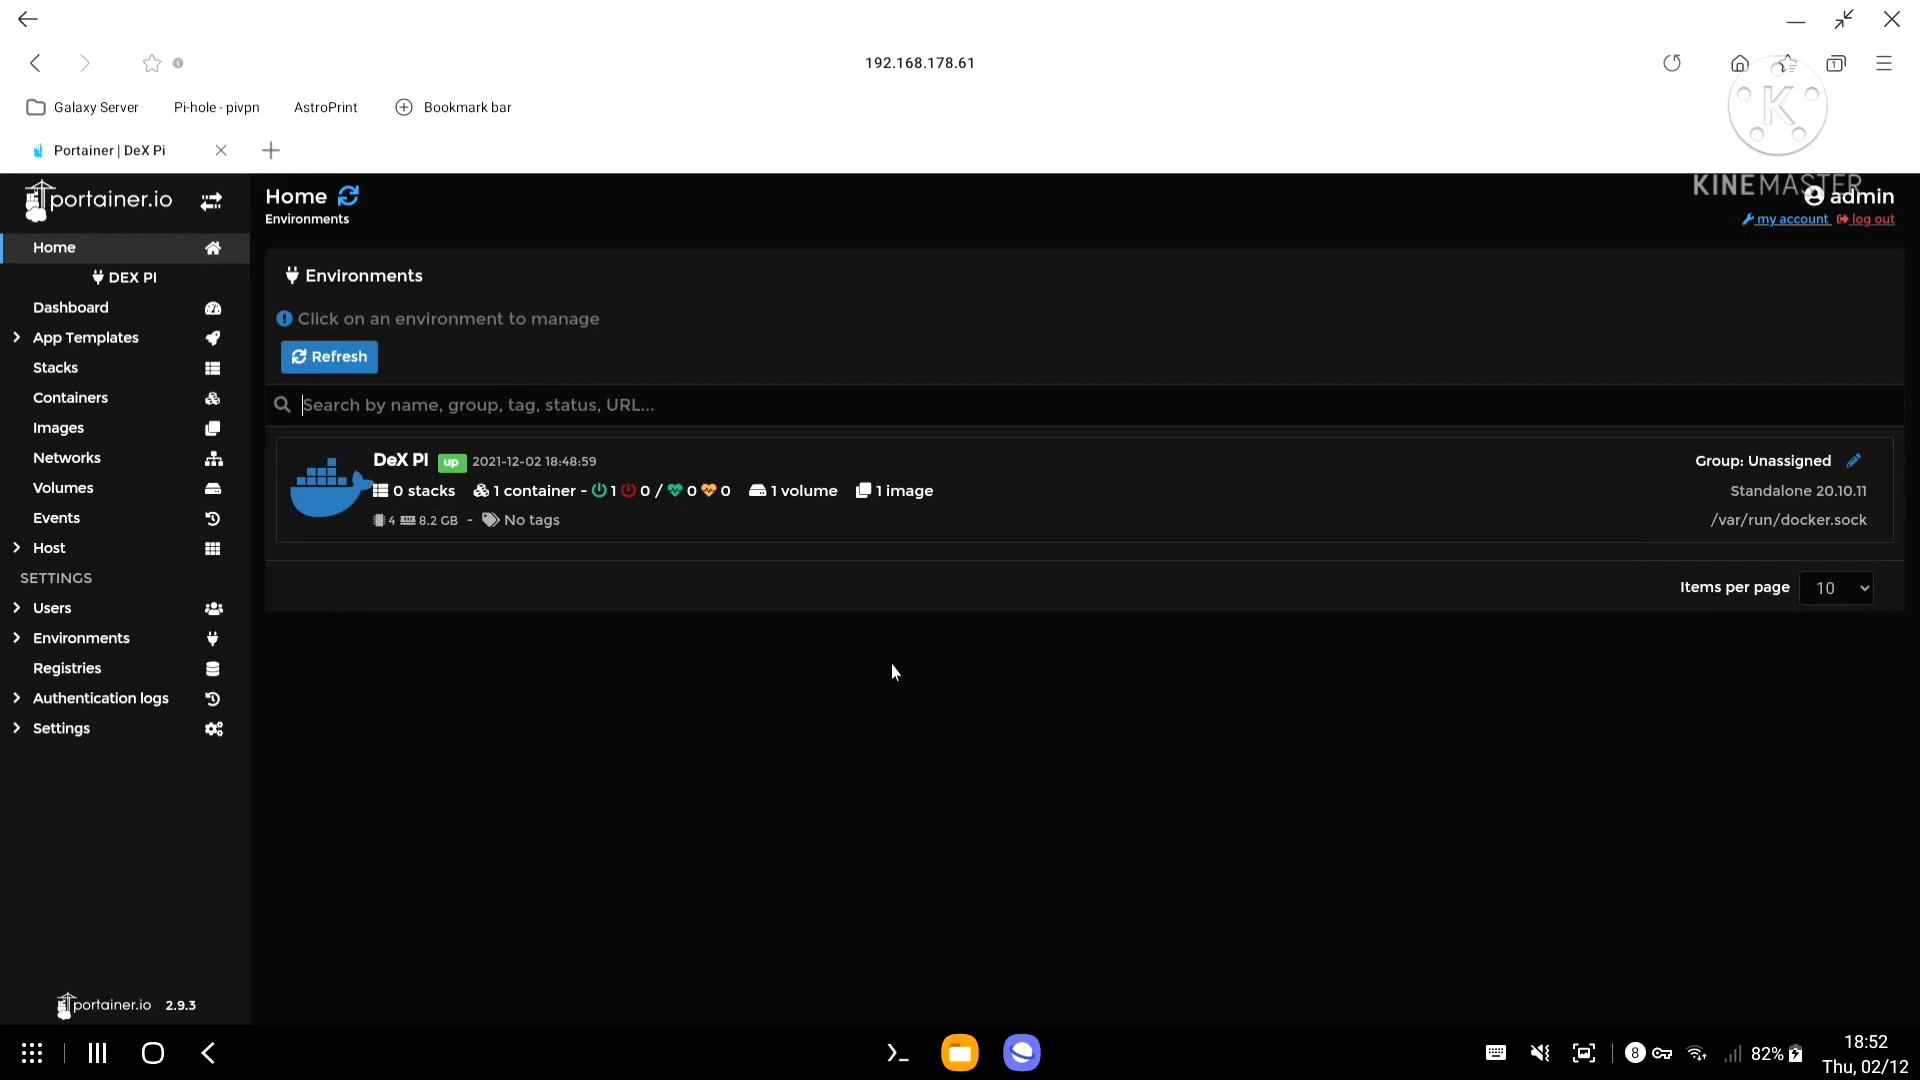 192.168.178.61
1
Galaxy Server
Pi-hole - pivpn
AstroPrint
Bookmark bar
K
Portainer | DeX Pi
KINEMASTER
portainer.io
Home
Environments
admin
my account
log out
Home
DEX PI
Dashboard
App Templates
Stacks
Containers
Images
Networks
Volumes
Events
Host
SETTINGS
Users
Environments
Registries
Authentication logs
Settings
Environments
Click on an environment to manage
Refresh
Search by name, group, tag, status, URL...
DeX PI up 2021-12-02 18:48:59
0 stacks 1 container - 1 0 / 0 0 1 volume 1 image
4 8.2 GB - No tags
Group: Unassigned
Standalone 20.10.11
/var/run/docker.sock
Items per page 10
portainer.io 2.9.3
8
82%
18:52
Thu, 02/12